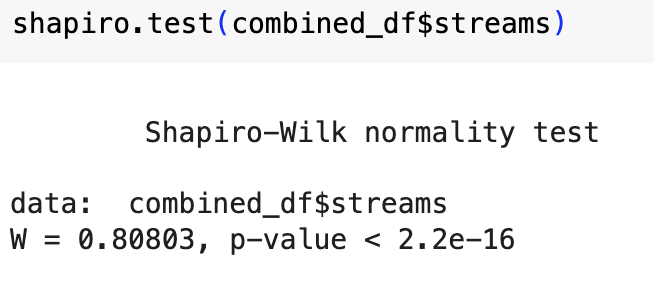 shapiro.test(combined_df$streams)
Shapiro-Wilk normality test
data:  combined_df$streams
W = 0.80803, p-value < 2.2e-16